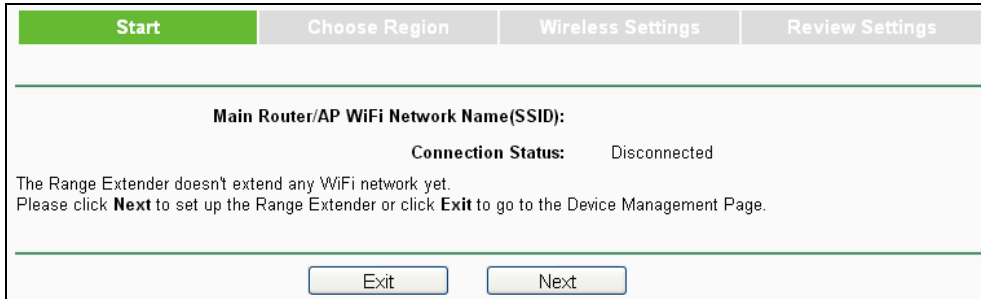 Start Choose Region Wireless Settings Review Settings
Main Router/AP WiFi Network Name(SSID):
Connection Status: Disconnected
The Range Extender doesn't extend any WiFi network yet.
Please click Next to set up the Range Extender or click Exit to go to the Device Management Page.
Exit Next